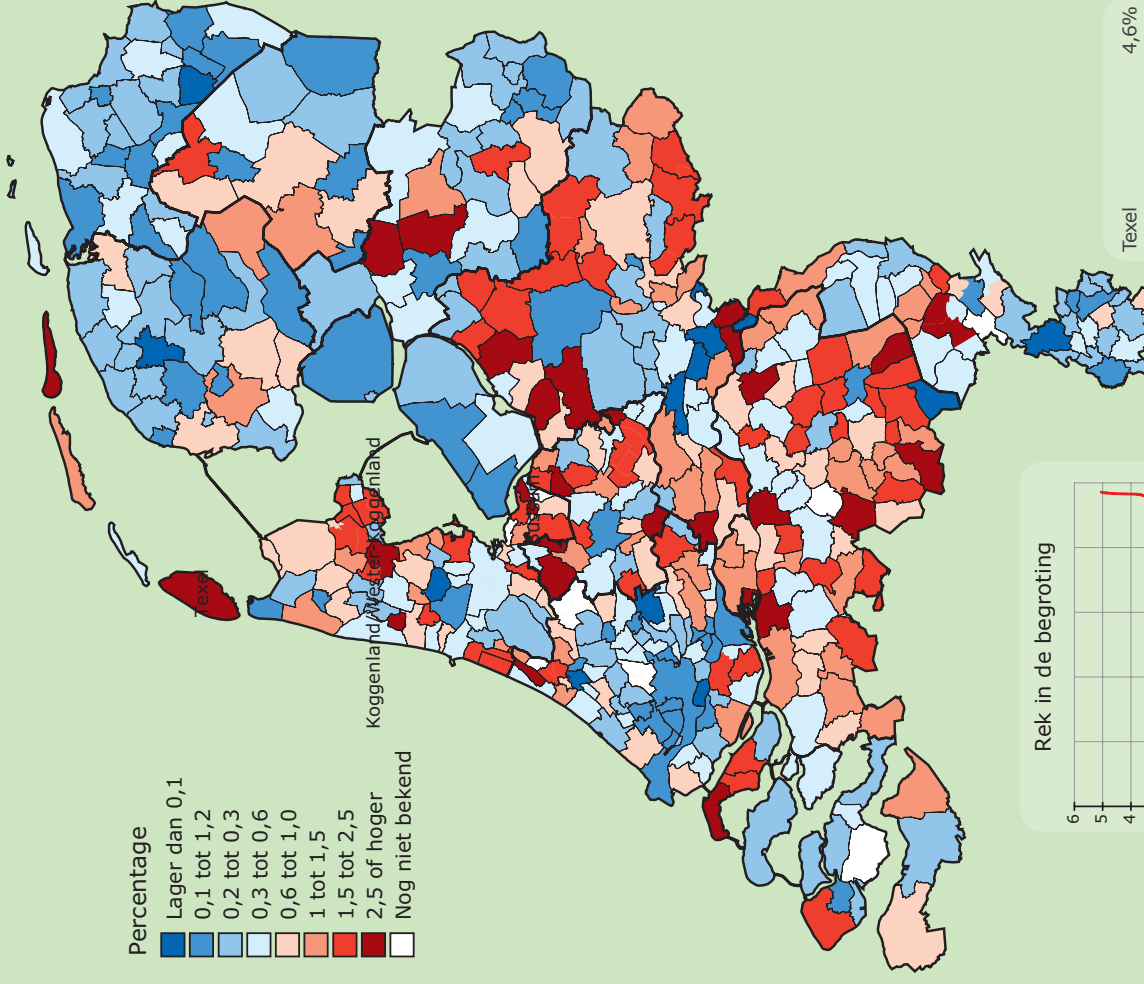 Percentage
Lager dan 0,1
0,1 tot 1,2
0,2 tot 0,3
0,3 tot 0,6
0,6 tot 1,0
1 tot 1,5
1,5 tot 2,5
2,5 of hoger
Nog niet bekend
Texel
Koggenland/Wester-Koggenland
Bussum
Rek in de begroting
6
5
4
Texel
4,6%